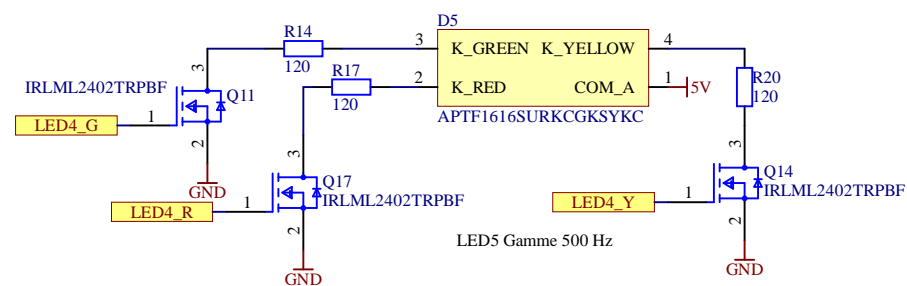 D5
R14
3
K_GREEN
K_YELLOW
4
120
R17
2
K_RED
COM_A
1
5V
R20
120
120
APTF1616SURKCGKSYKC
3
IRLML2402TRPBF
Q11
LED4_G
1
2
GND
3
Q17
IRLML2402TRPBF
LED4_R
1
2
GND
3
Q14
IRLML2402TRPBF
LED4_Y
1
2
GND
LED5 Gamme 500 Hz